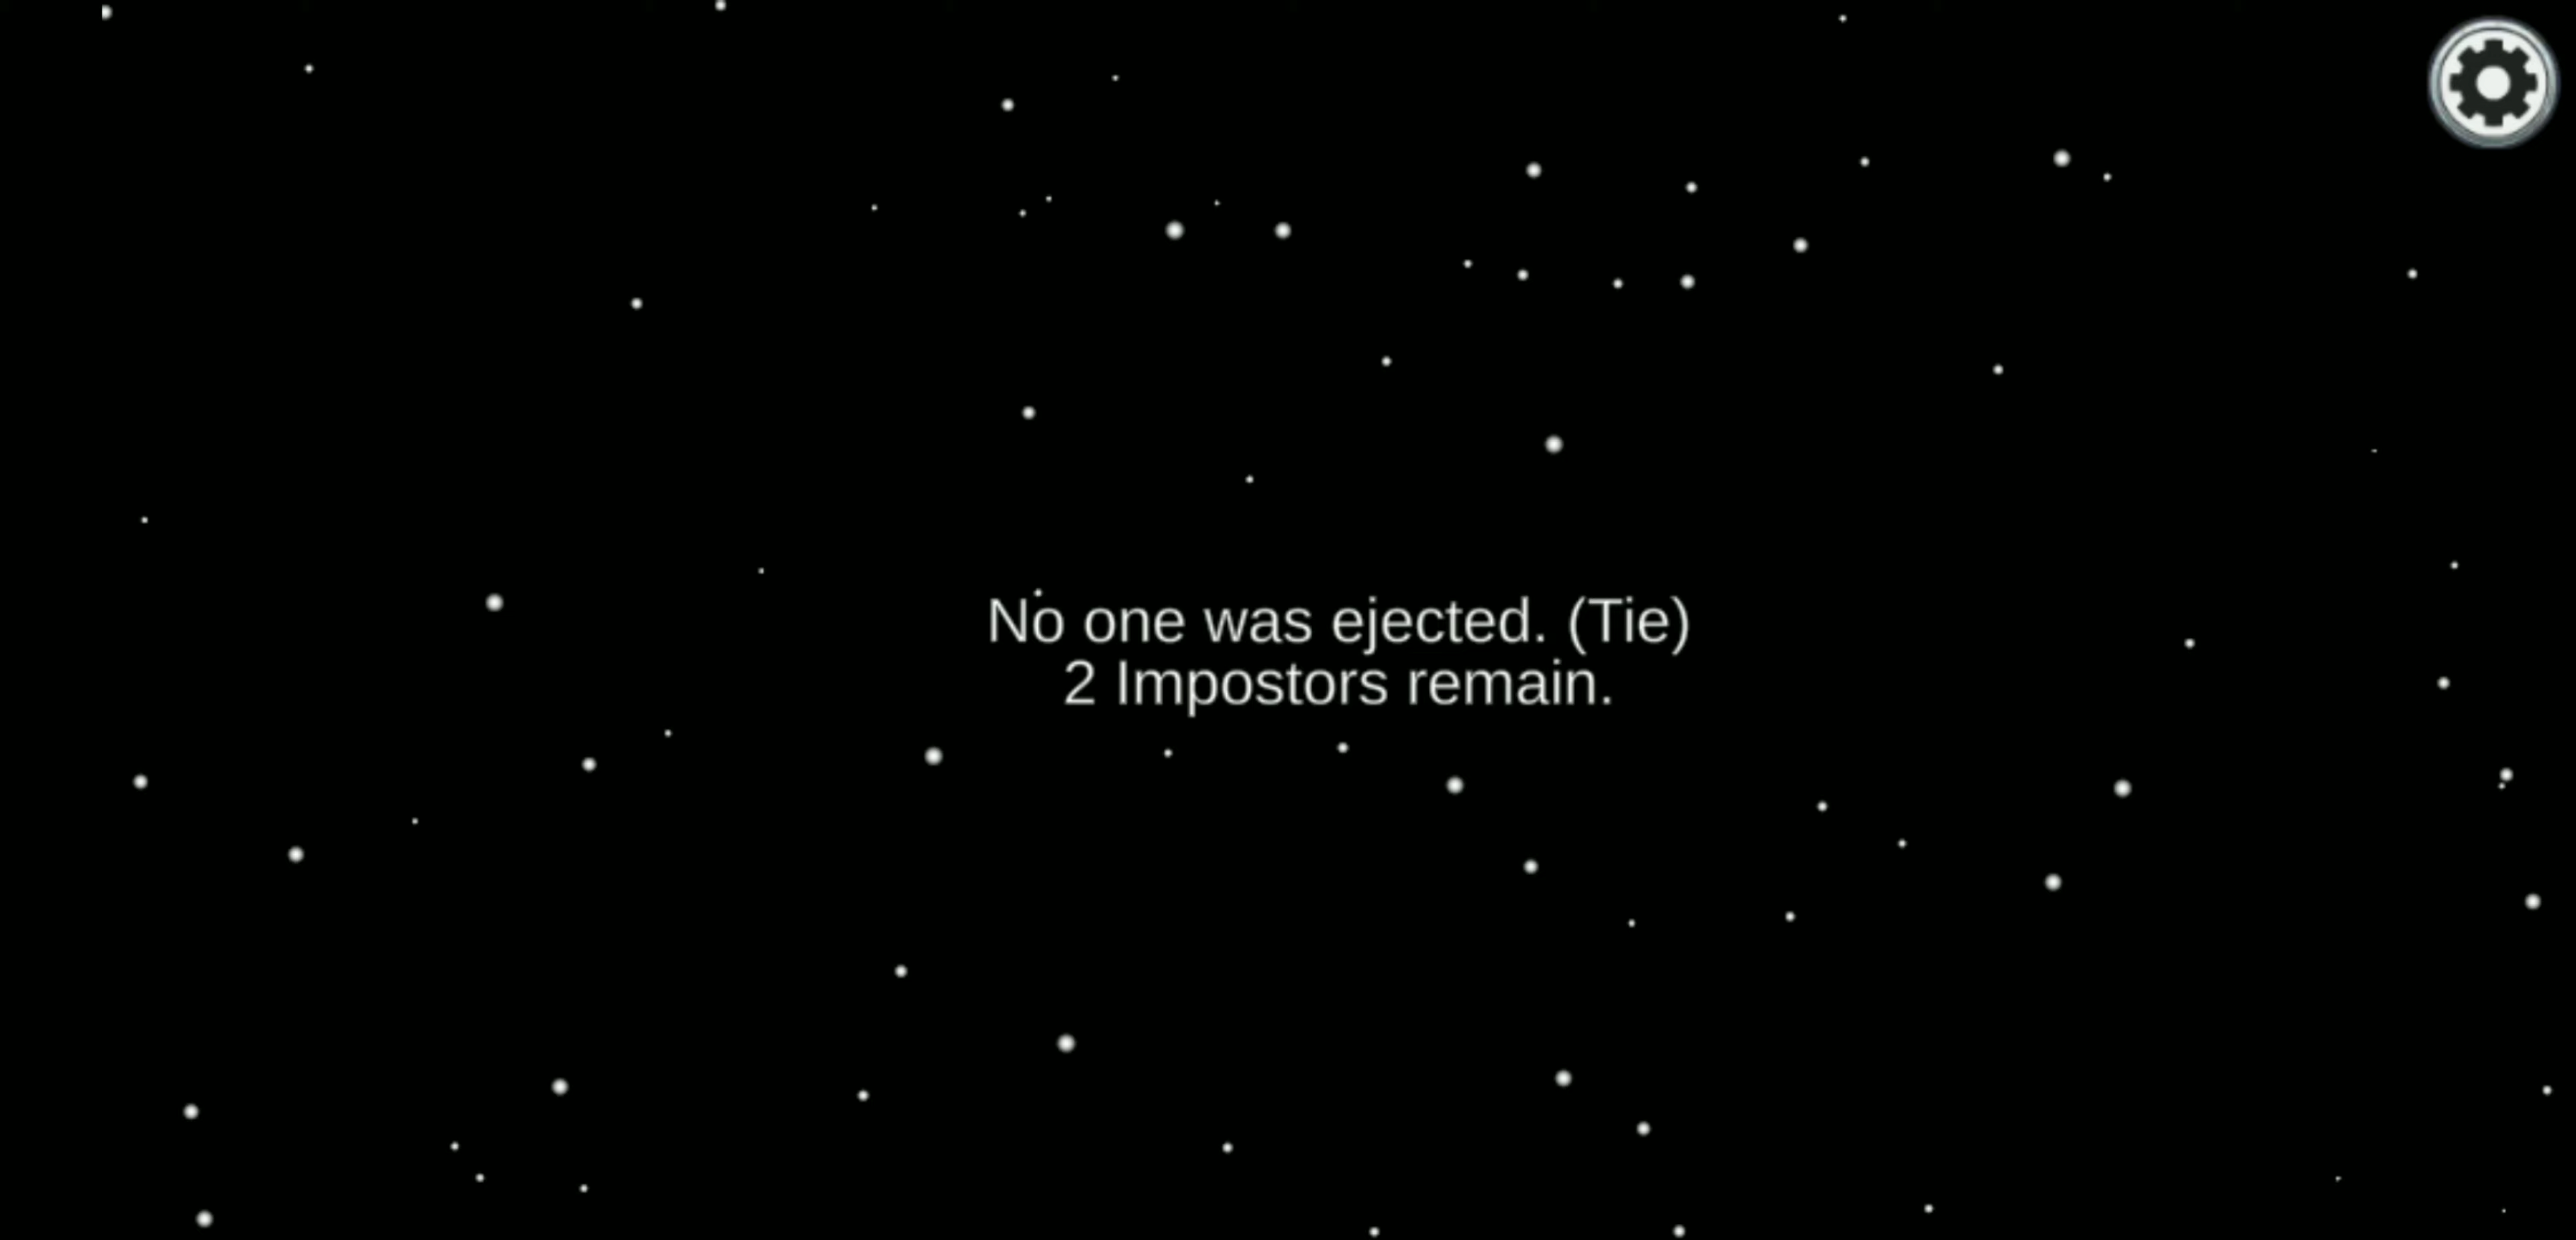 No one was ejected. (Tie)
2 Impostors remain.